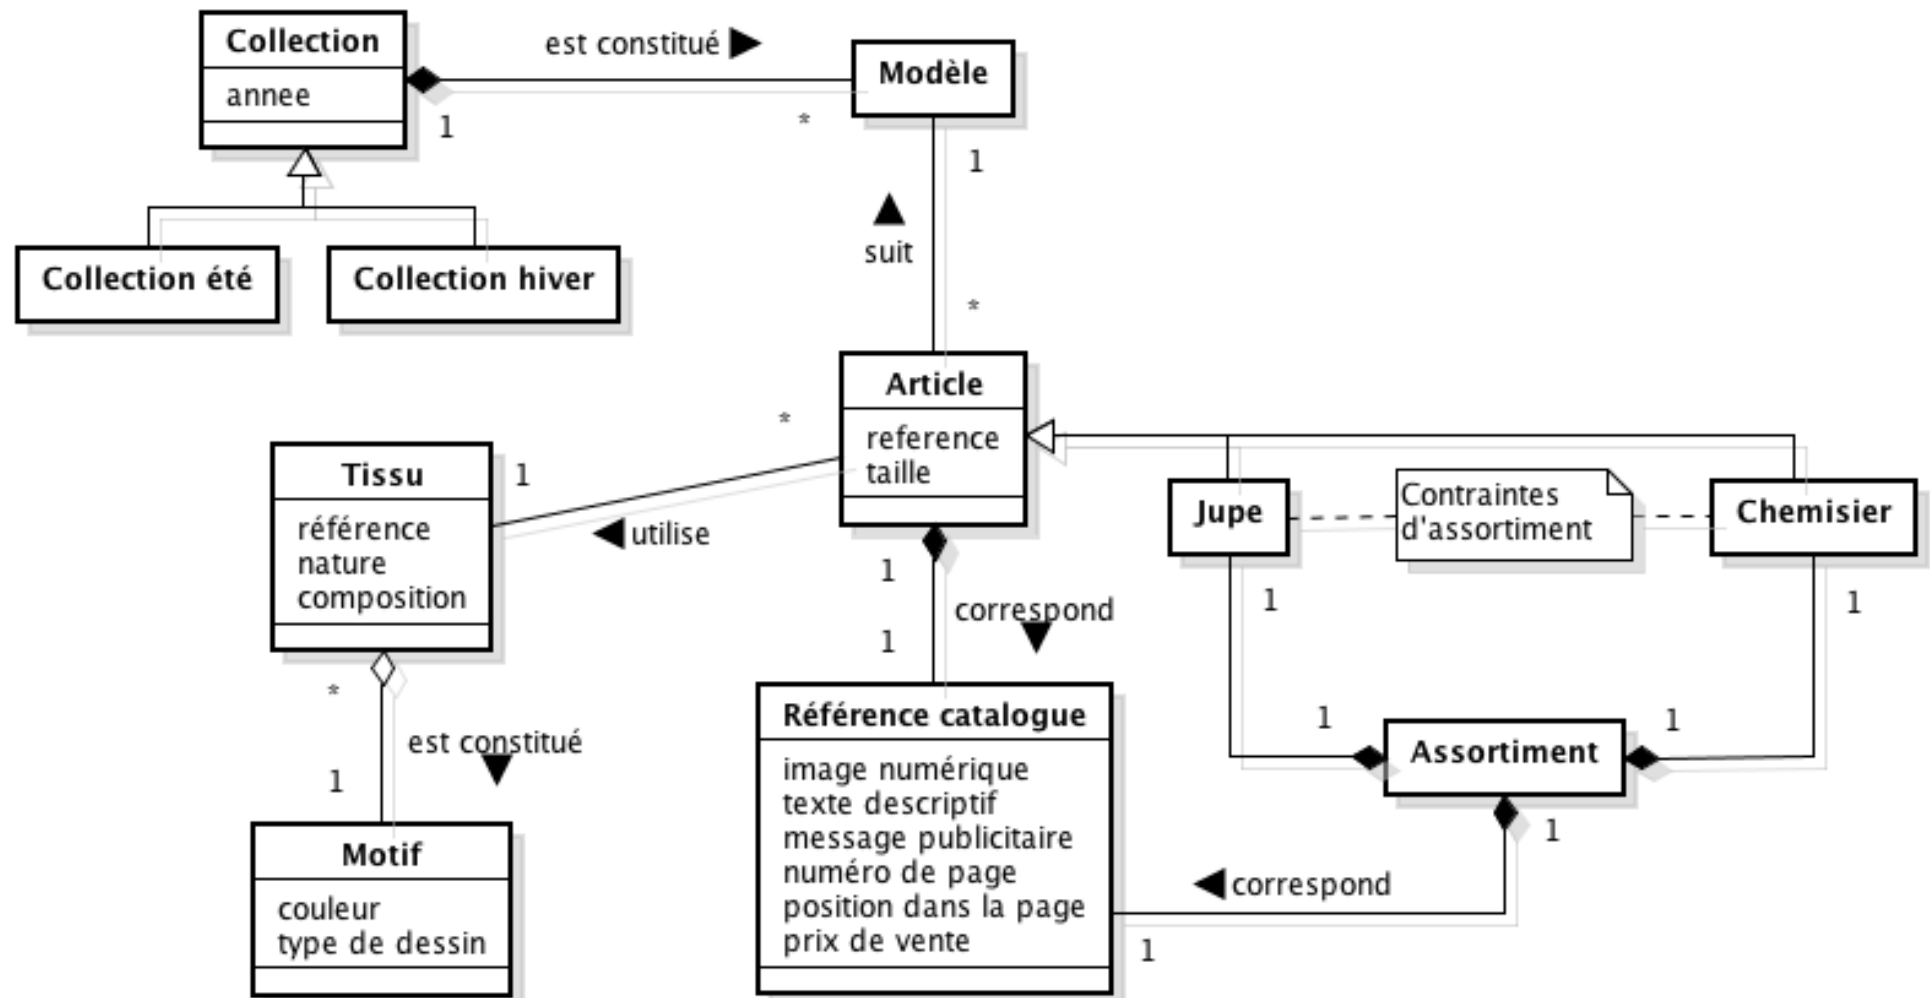 Collection
annee
est constitué
Modèle
1
*
1
suit
*
Collection été
Collection hiver
Article
reference
taille
*
1
utilise
Tissu
référence
nature
composition
Jupe
Contraintes
d'assortiment
Chemisier
1
correspond
1
1
1
*
est constitué
1
Référence catalogue
image numérique
texte descriptif
message publicitaire
numéro de page
position dans la page
prix de vente
1
1
Assortiment
1
correspond
1
Motif
couleur
type de dessin